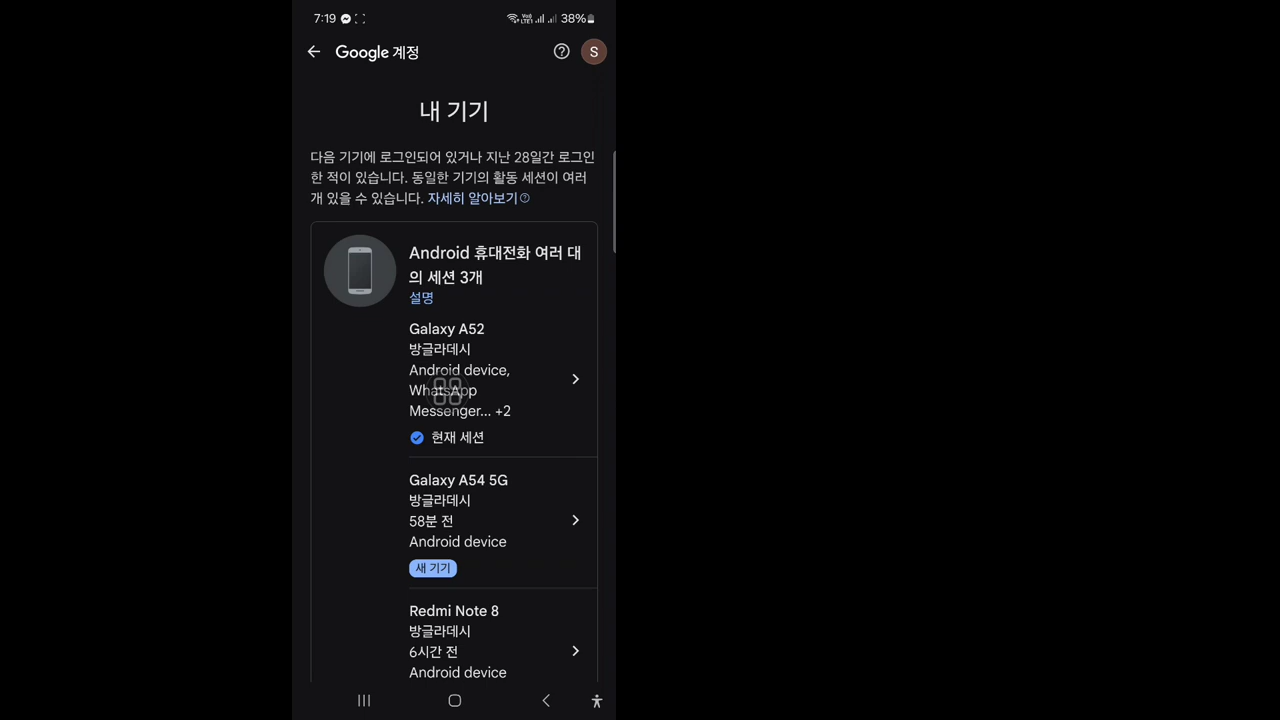 7:19
38%
Google 계정
S
내 기기
다음 기기에 로그인되어 있거나 지난 28일간 로그인
한 적이 있습니다. 동일한 기기의 활동 세션이 여러
개 있을 수 있습니다. 자세히 알아보기
Android 휴대전화 여러 대
의 세션 3개
설명
Galaxy A52
방글라데시
Android device,
WhatsApp
Messenger... +2
현재 세션
Galaxy A54 5G
방글라데시
58분 전
Android device
새 기기
Redmi Note 8
방글라데시
6시간 전
Android device